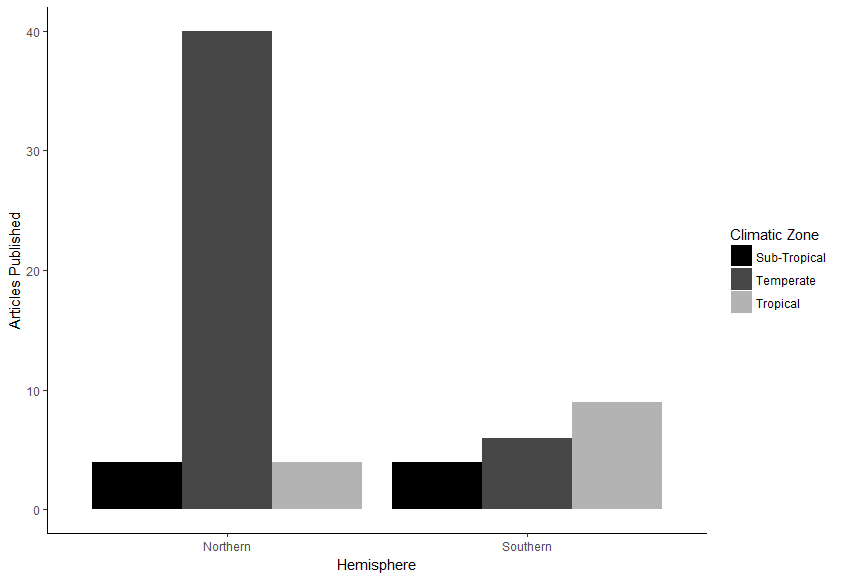 40
30
20
10
0
Articles Published
Northern
Southern
Hemisphere
Climatic Zone
Sub-Tropical
Temperate
Tropical